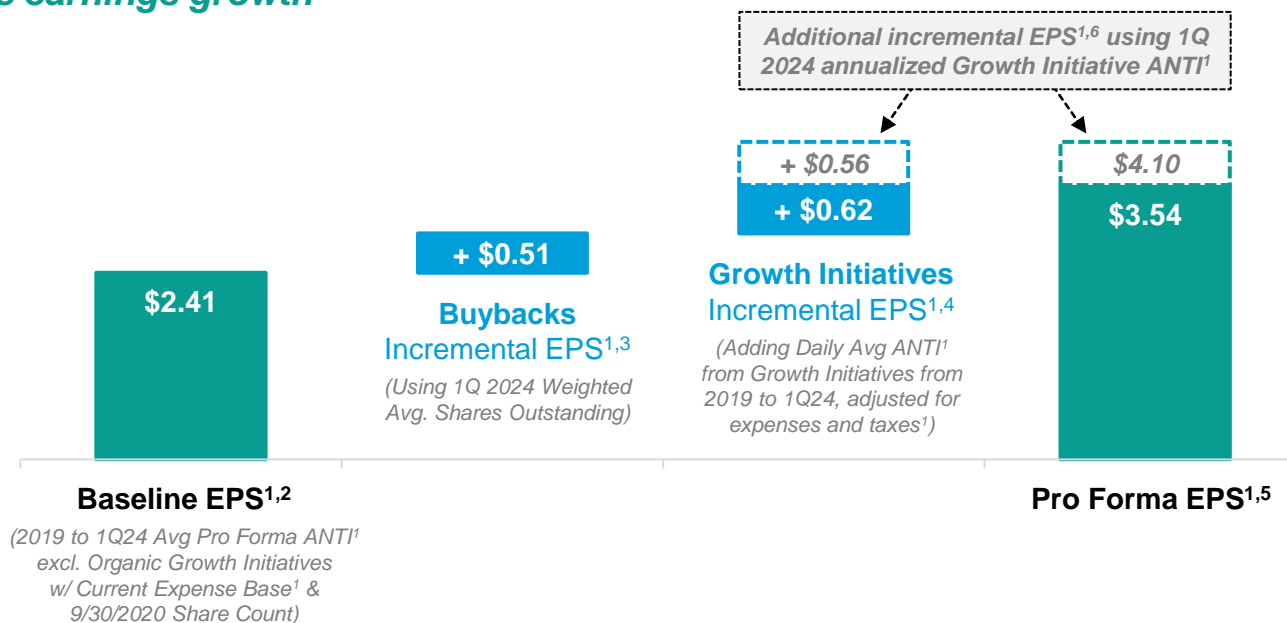 earnings growth
Additional incremental EPS1,6 using 1Q
2024 annualized Growth Initiative ANTI1
+ $0.56
$4.10
+ $0.62
$3.54
+ $0.51
$2.41
Buybacks
Incremental EPS1,3
(Using 1Q 2024 Weighted
Avg. Shares Outstanding)
Growth Initiatives
Incremental EPS1,4
(Adding Daily Avg ANTI1
from Growth Initiatives from
2019 to 1Q24, adjusted for
expenses and taxes1)
Baseline EPS1,2
(2019 to 1Q24 Avg Pro Forma ANTI1
excl. Organic Growth Initiatives
w/ Current Expense Base1 &
9/30/2020 Share Count)
Pro Forma EPS1,5